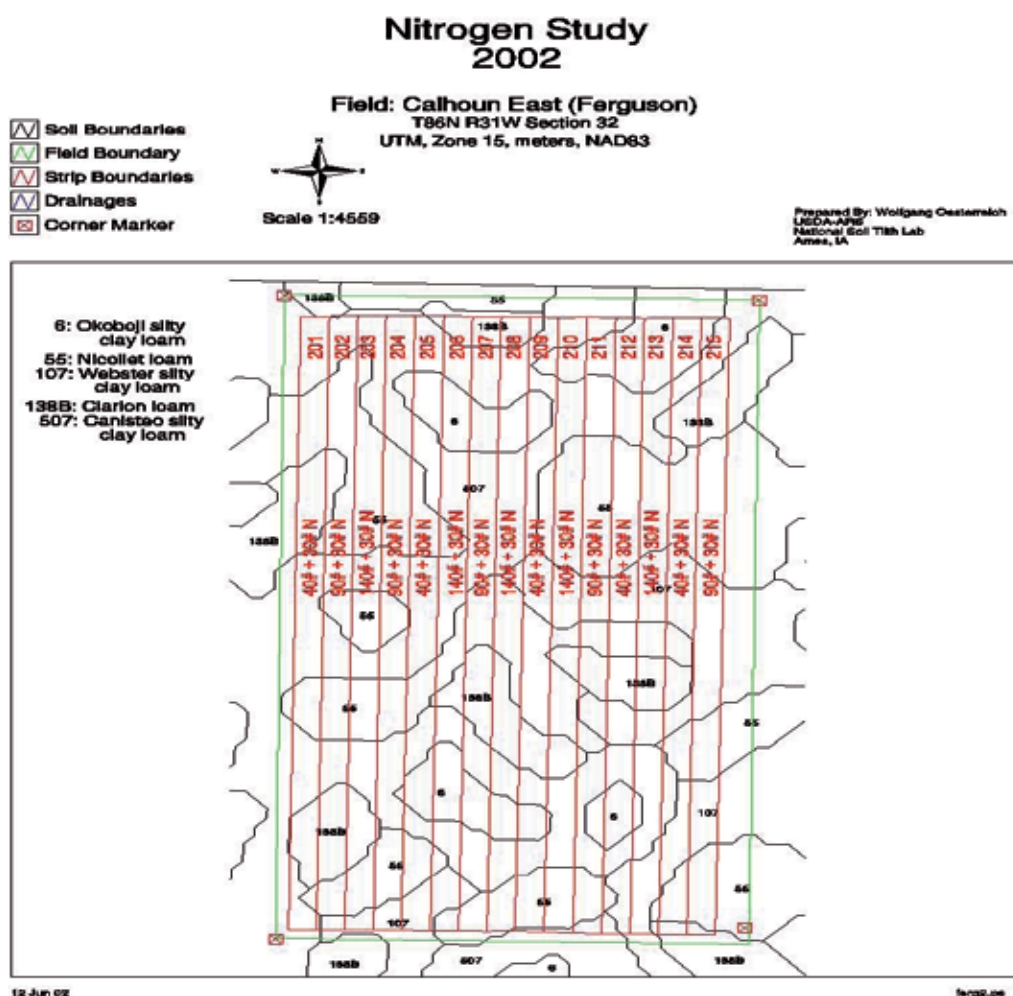 Nitrogen Study
2002
Field: Calhoun East (Ferguson)
T86N R31W Section 32
UTM, Zone 15, meters, NAD83
Soil Boundaries
Field Boundary
Strip Boundaries
Drainages
Corner Marker
N
W
E
S
Scale 1:4559
Prepared By: Wolfgang Oesterreich
USDA-ARS
National Soil Tilth Lab
Ames, IA
6: Okoboji silty
clay loam
55: Nicollet loam
107: Webster silty
clay loam
138B: Clarion loam
507: Canisteo silty
clay loam
138B
55
138B
6
201
202
203
204
205
206
207
208
209
210
211
212
213
214
215
6
138B
507
55
55
138B
40# + 30# N
90# + 30# N
140# + 30# N
90# + 30# N
40# + 30# N
140# + 30# N
90# + 30# N
140# + 30# N
40# + 30# N
140# + 30# N
90# + 30# N
40# + 30# N
140# + 30# N
40# + 30# N
90# + 30# N
107
55
138B
138B
55
55
6
6
107
138B
55
55
55
107
138B
507
6
138B
12 Jun 02